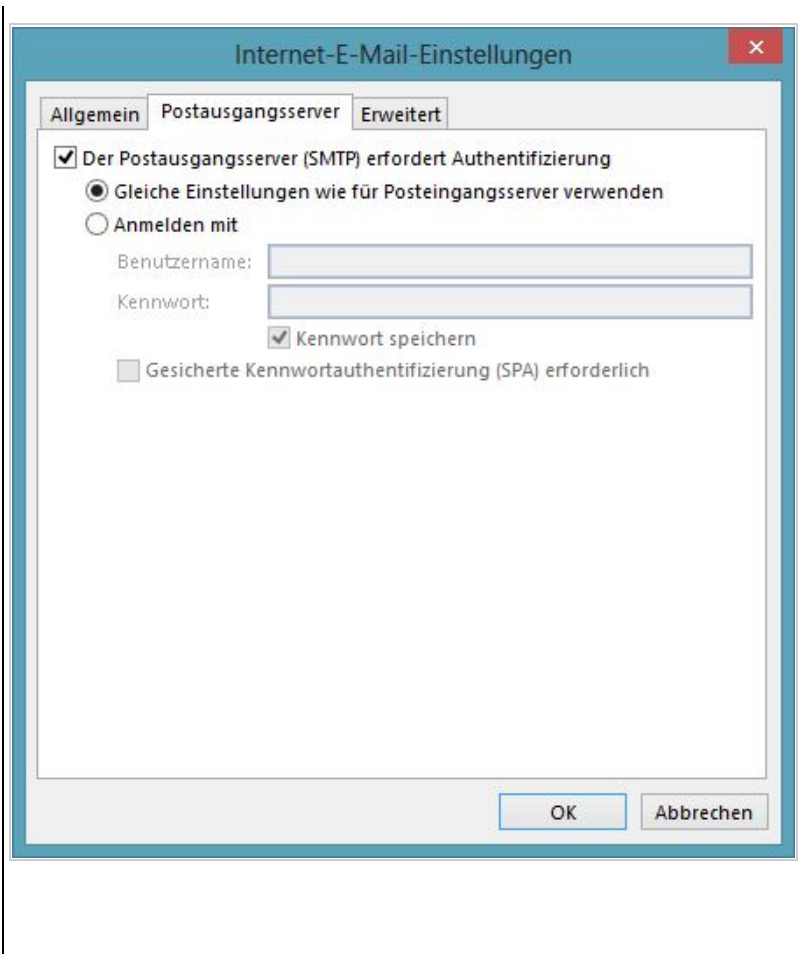 Internet-E-Mail-Einstellungen
Allgemein Postausgangsserver Erweitert
Der Postausgangsserver (SMTP) erfordert Authentifizierung
Gleiche Einstellungen wie für Posteingangsserver verwenden
Anmelden mit
Benutzername:
Kennwort:
Kennwort speichern
Gesicherte Kennwortauthentifizierung (SPA) erforderlich
OK Abbrechen